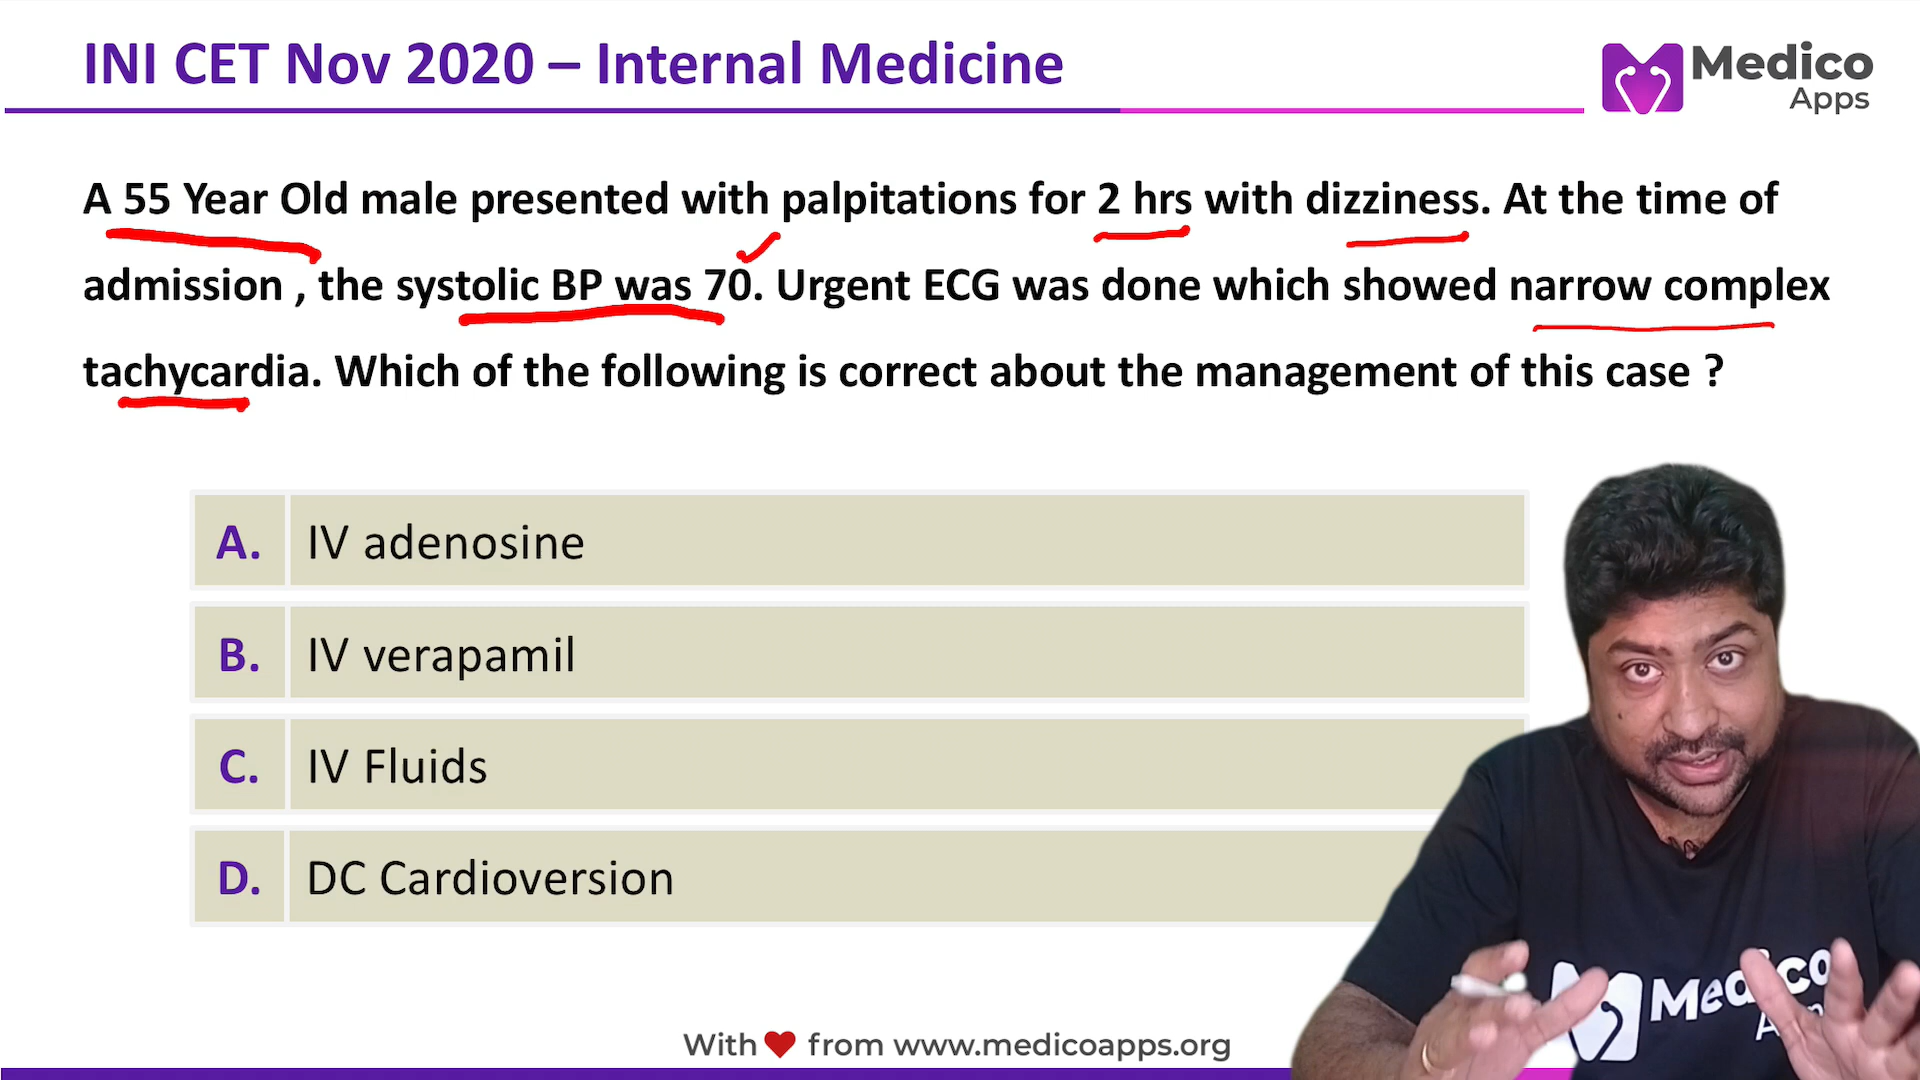 INI CET Nov 2020 – Internal Medicine
Medico
Apps
A 55 Year Old male presented with palpitations for 2 hrs with dizziness. At the time of
admission , the systolic BP was 70. Urgent ECG was done which showed narrow complex
tachycardia. Which of the following is correct about the management of this case ?
A. IV adenosine
B. IV verapamil
C. IV Fluids
D. DC Cardioversion
With ❤ from www.medicoapps.org